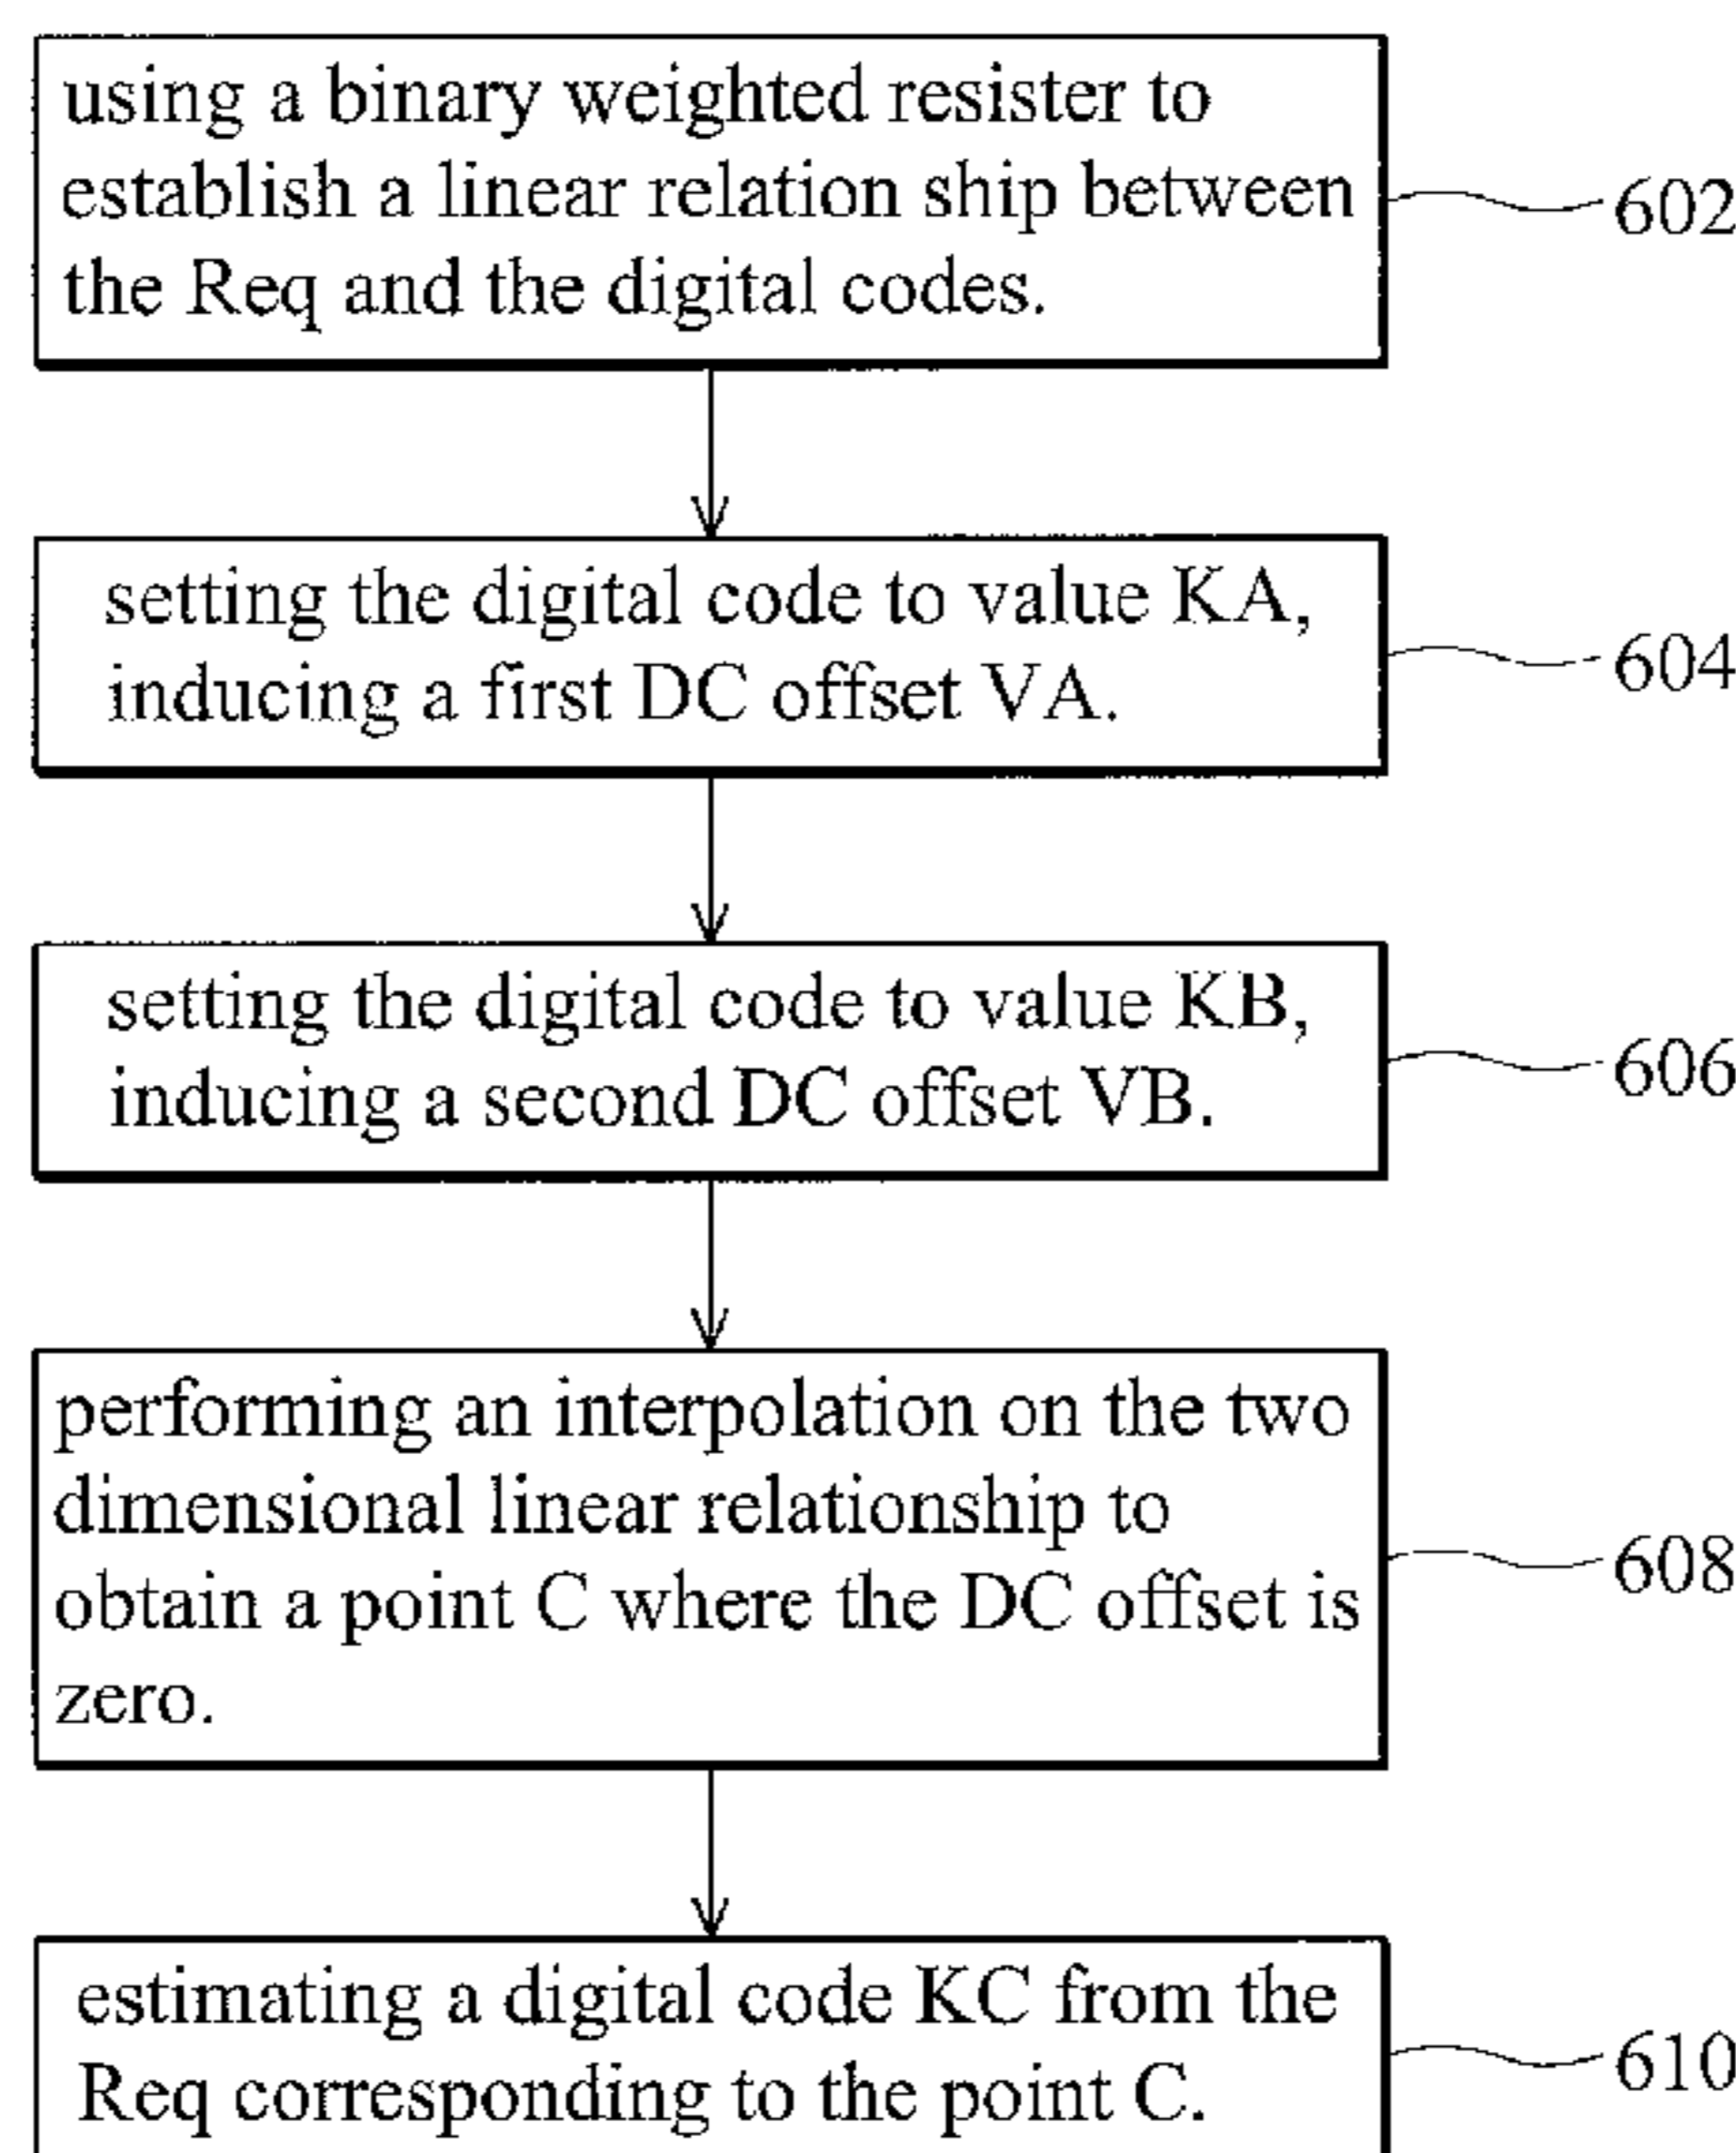 using a binary weighted resister to
establish a linear relation ship between
the Req and the digital codes.
602
setting the digital code to value KA,
inducing a first DC offset VA.
604
setting the digital code to value KB,
inducing a second DC offset VB.
606
performing an interpolation on the two
dimensional linear relationship to
obtain a point C where the DC offset is
zero.
608
estimating a digital code KC from the
Req corresponding to the point C.
610